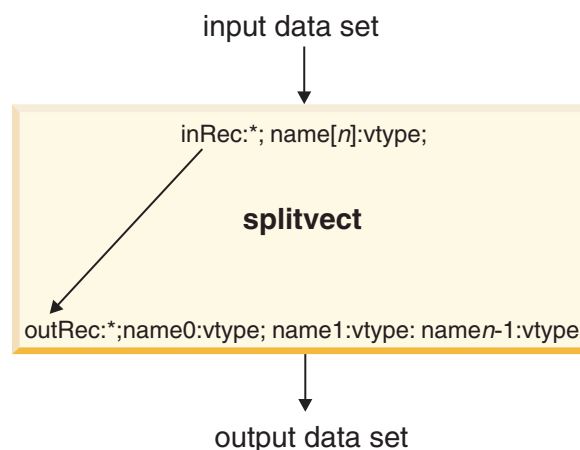 input data set
inRec:*; name[n]:vtype;
splitvect
outRec:*;name0:vtype; name1:vtype: namen-1:vtype
output data set